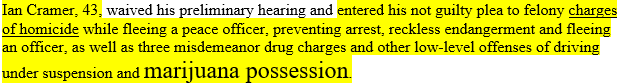 Ian Cramer, 43, waived his preliminary hearing and entered his not guilty plea to felony charges
of homicide while fleeing a peace officer, preventing arrest, reckless endangerment and fleeing
an officer, as well as three misdemeanor drug charges and other low-level offenses of driving
under suspension and marijuana possession.